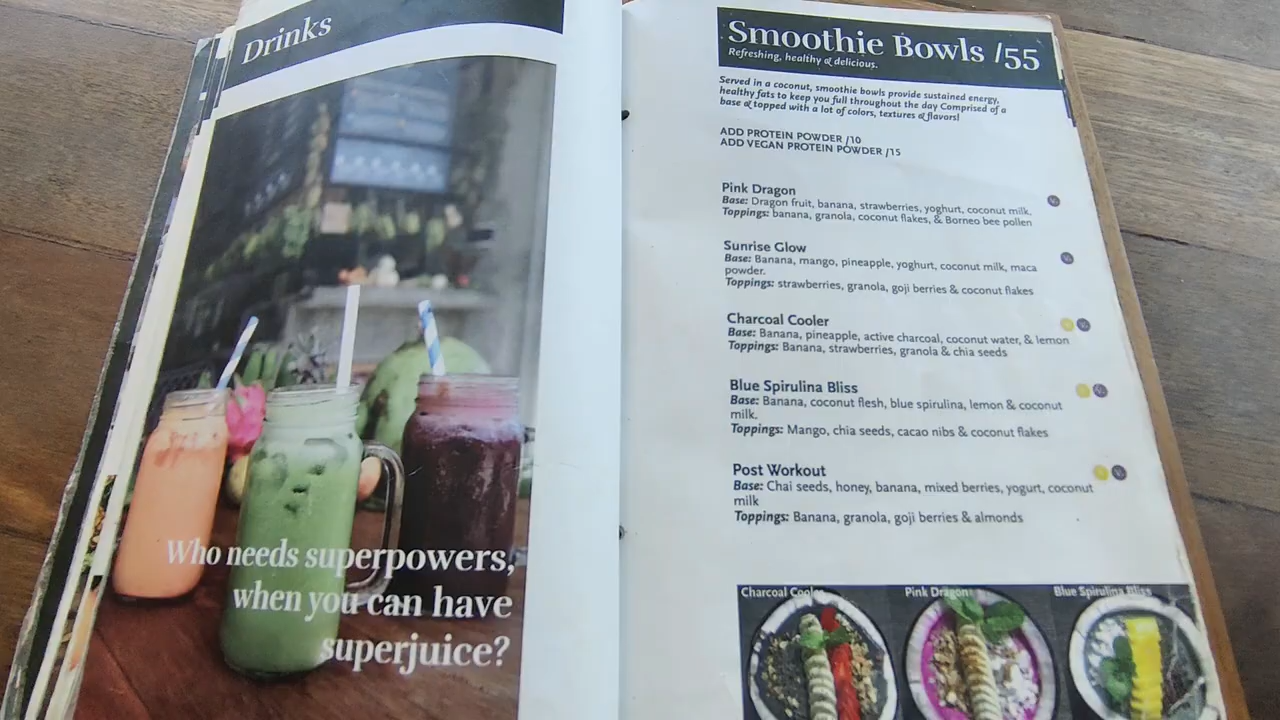 Drinks
Who needs superpowers,
when you can have
superjuice?
Smoothie Bowls /55
Refreshing, healthy & delicious.
Served in a coconut, smoothie bowls provide sustained energy,
healthy fats to keep you full throughout the day Comprised of a
base & topped with a lot of colors, textures & flavors!
ADD PROTEIN POWDER /10
ADD VEGAN PROTEIN POWDER /15
Pink Dragon
Base: Dragon fruit, banana, strawberries, yoghurt, coconut milk.
Toppings: banana, granola, coconut flakes, & Borneo bee pollen
Sunrise Glow
Base: Banana, mango, pineapple, yoghurt, coconut milk, maca
powder.
Toppings: strawberries, granola, goji berries & coconut flakes
Charcoal Cooler
Base: Banana, pineapple, active charcoal, coconut water, & lemon
Toppings: Banana, strawberries, granola & chia seeds
Blue Spirulina Bliss
Base: Banana, coconut flesh, blue spirulina, lemon & coconut
milk.
Toppings: Mango, chia seeds, cacao nibs & coconut flakes
Post Workout
Base: Chai seeds, honey, banana, mixed berries, yogurt, coconut
milk
Toppings: Banana, granola, goji berries & almonds
Charcoal Cooler
Pink Dragon
Blue Spirulina Bliss